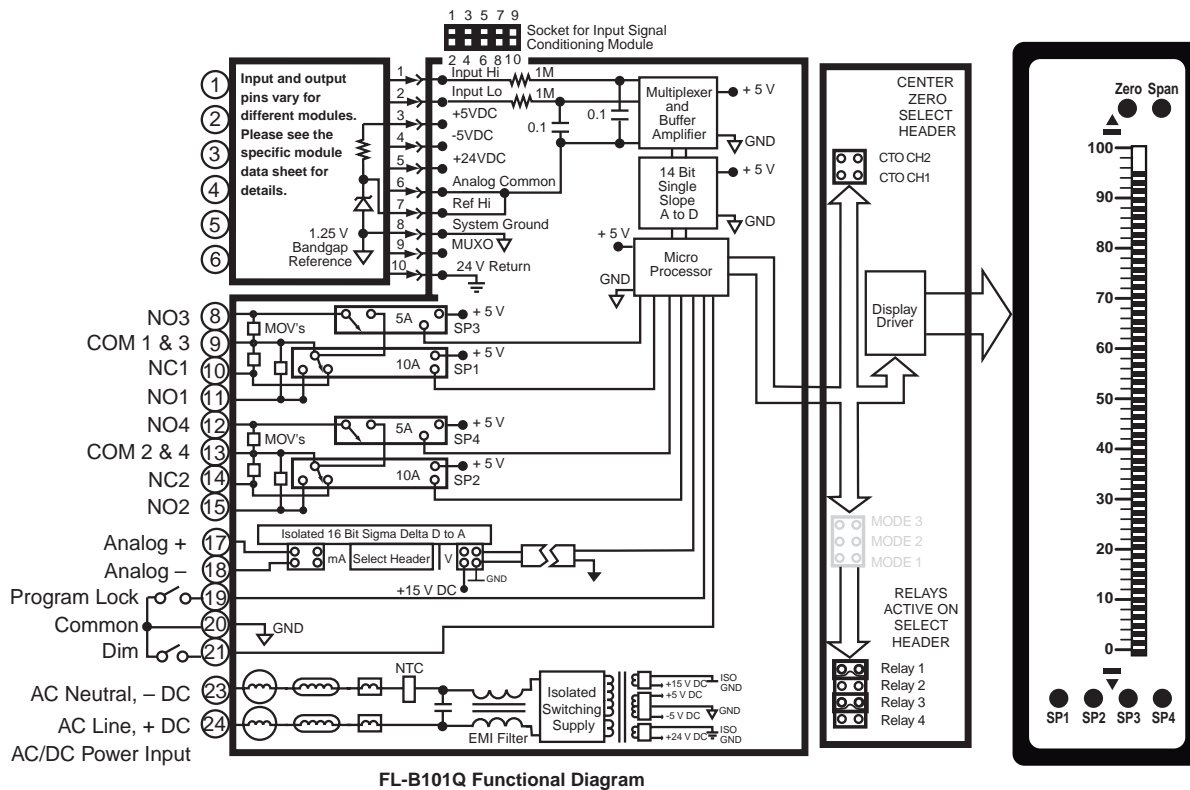 1 3 5 7 9
Socket for Input Signal
Conditioning Module
2 4 6 8 10
1
2
3
4
5
6
Input and output
pins vary for
different modules.
Please see the
specific module
data sheet for
details.
1.25 V
Bandgap
Reference
1 Input Hi 1M
2 Input Lo 1M
3 +5VDC
4 -5VDC
5 +24VDC
6 Analog Common
7 Ref Hi
8 System Ground
9 MUXO
10 24 V Return
0.1
0.1
Multiplexer
and
Buffer
Amplifier
+ 5 V
GND
14 Bit
Single
Slope
A to D
+ 5 V
GND
+ 5 V
GND
Micro
Processor
NO3 8
COM 1 & 3 9
NC1 10
NO1 11
MOV's
5A
+ 5 V
SP3
10A
+ 5 V
SP1
NO4 12
COM 2 & 4 13
NC2 14
NO2 15
MOV's
5A
+ 5 V
SP4
10A
+ 5 V
SP2
Isolated 16 Bit Sigma Delta D to A
Analog + 17
Analog – 18
mA
Select Header
V
GND
+15 V DC
Program Lock 19
Common 20
GND
Dim 21
AC Neutral, – DC 23
AC Line, + DC 24
AC/DC Power Input
NTC
EMI Filter
Isolated
Switching
Supply
+15 V DC
ISO
GND
+5 V DC
-5 V DC
GND
+24 V DC
ISO
GND
CENTER
ZERO
SELECT
HEADER
CTO CH2
CTO CH1
Display
Driver
MODE 3
MODE 2
MODE 1
RELAYS
ACTIVE ON
SELECT
HEADER
Relay 1
Relay 2
Relay 3
Relay 4
Zero Span
100
90
80
70
60
50
40
30
20
10
0
SP1 SP2 SP3 SP4
FL-B101Q Functional Diagram